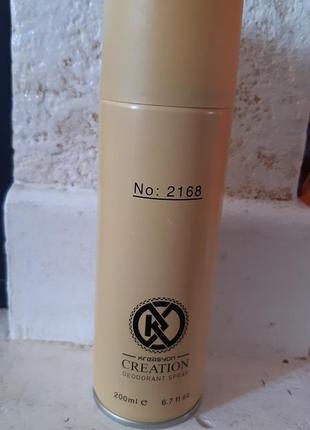 No: 2168
Kreasyon
CREATION
DEODORANT SPRAY
200ml e 6.7 fl.oz